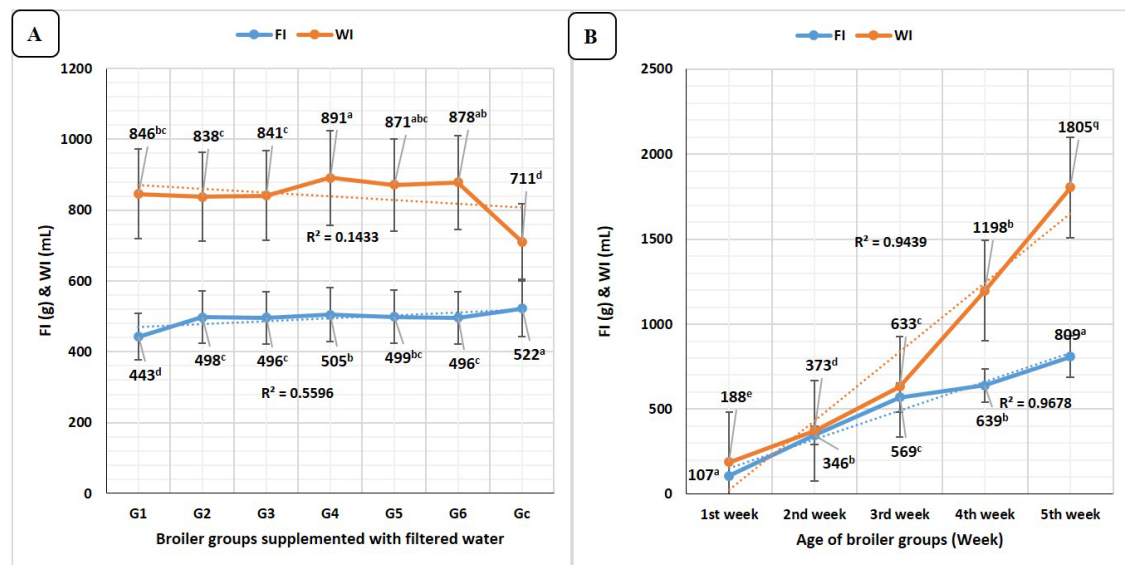 A
FI WI
FI (g) & WI (mL)
1200
1000
800
600
400
200
0
846ᵇᶜ
838ᶜ
841ᶜ
891ᵃ
871ᵃᵇᶜ
878ᵃᵇ
711ᵈ
R² = 0.1433
443ᵈ
498ᶜ
496ᶜ
505ᵇ
499ᵇᶜ
496ᶜ
522ᵃ
R² = 0.5596
G1 G2 G3 G4 G5 G6 Gc
Broiler groups supplemented with filtered water
B
FI WI
FI (g) & WI (mL)
2500
2000
1500
1000
500
0
1805q
1198ᵇ
R² = 0.9439
633ᶜ
809ᵃ
373ᵈ
188ᵉ
R² = 0.9678
639ᵇ
107ᵃ
346ᵇ
569ᶜ
1st week 2nd week 3rd week 4th week 5th week
Age of broiler groups (Week)